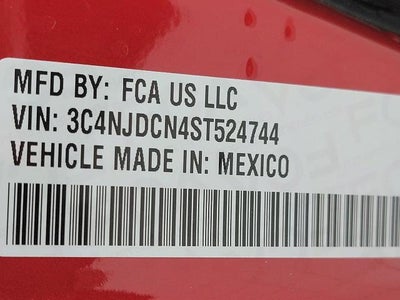 MFD BY: FCA US LLC
VIN: 3C4NJDCN4ST524744
VEHICLE MADE IN: MEXICO